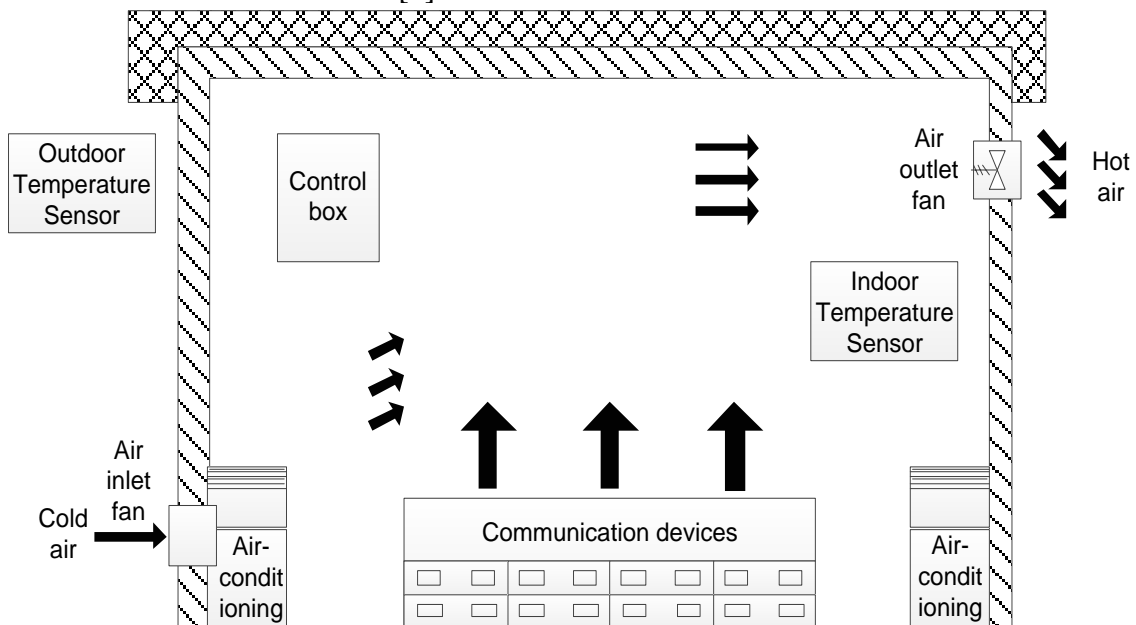 Outdoor
Temperature
Sensor
Control
box
Air
outlet
fan
Hot
air
Indoor
Temperature
Sensor
Air
inlet
fan
Cold
air
Air-
condit
ioning
Communication devices
Air-
condit
ioning